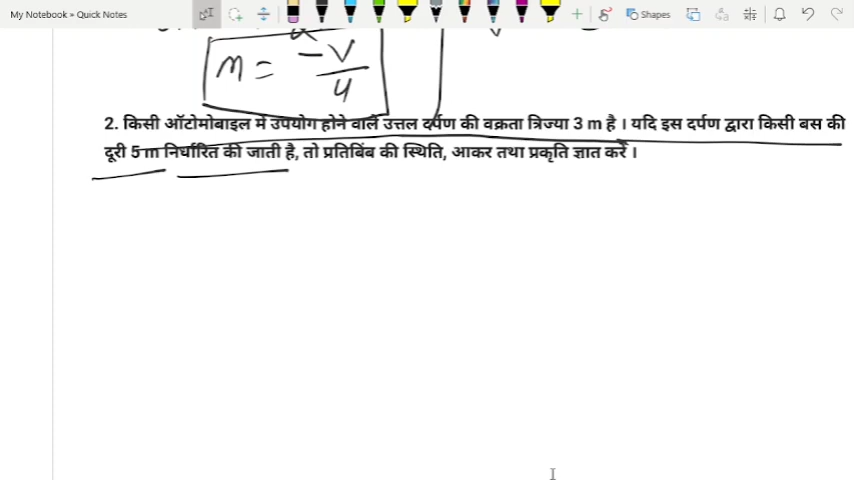 My Notebook » Quick Notes
Shapes
m = -v/u
2. किसी ऑटोमोबाइल में उपयोग होने वाले उत्तल दर्पण की वक्रता त्रिज्या 3 m है । यदि इस दर्पण द्वारा किसी बस की
दूरी 5 m निर्धारित की जाती है, तो प्रतिबिंब की स्थिति, आकर तथा प्रकृति ज्ञात करें ।